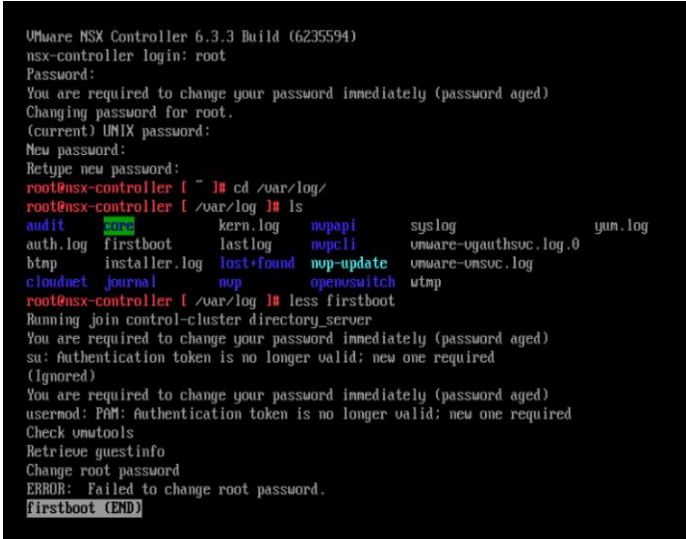 VMware NSX Controller 6.3.3 Build (6235594)
nsx-controller login: root
Password:
You are required to change your password immediately (password aged)
Changing password for root.
(current) UNIX password:
New password:
Retype new password:
root@nsx-controller [ ~ ]# cd /var/log/
root@nsx-controller [ /var/log ]# ls
audit core kern.log nvpapi syslog yum.log
auth.log firstboot lastlog nvpcli vmware-vgauthsvc.log.0
btmp installer.log lost+found nvp-update vmware-vmsvc.log
cloudnet journal nvp openvswitch wtmp
root@nsx-controller [ /var/log ]# less firstboot
Running join control-cluster directory_server
You are required to change your password immediately (password aged)
su: Authentication token is no longer valid; new one required
(Ignored)
You are required to change your password immediately (password aged)
usermod: PAM: Authentication token is no longer valid; new one required
Check vmwtools
Retrieve guestinfo
Change root password
ERROR: Failed to change root password.
firstboot (END)